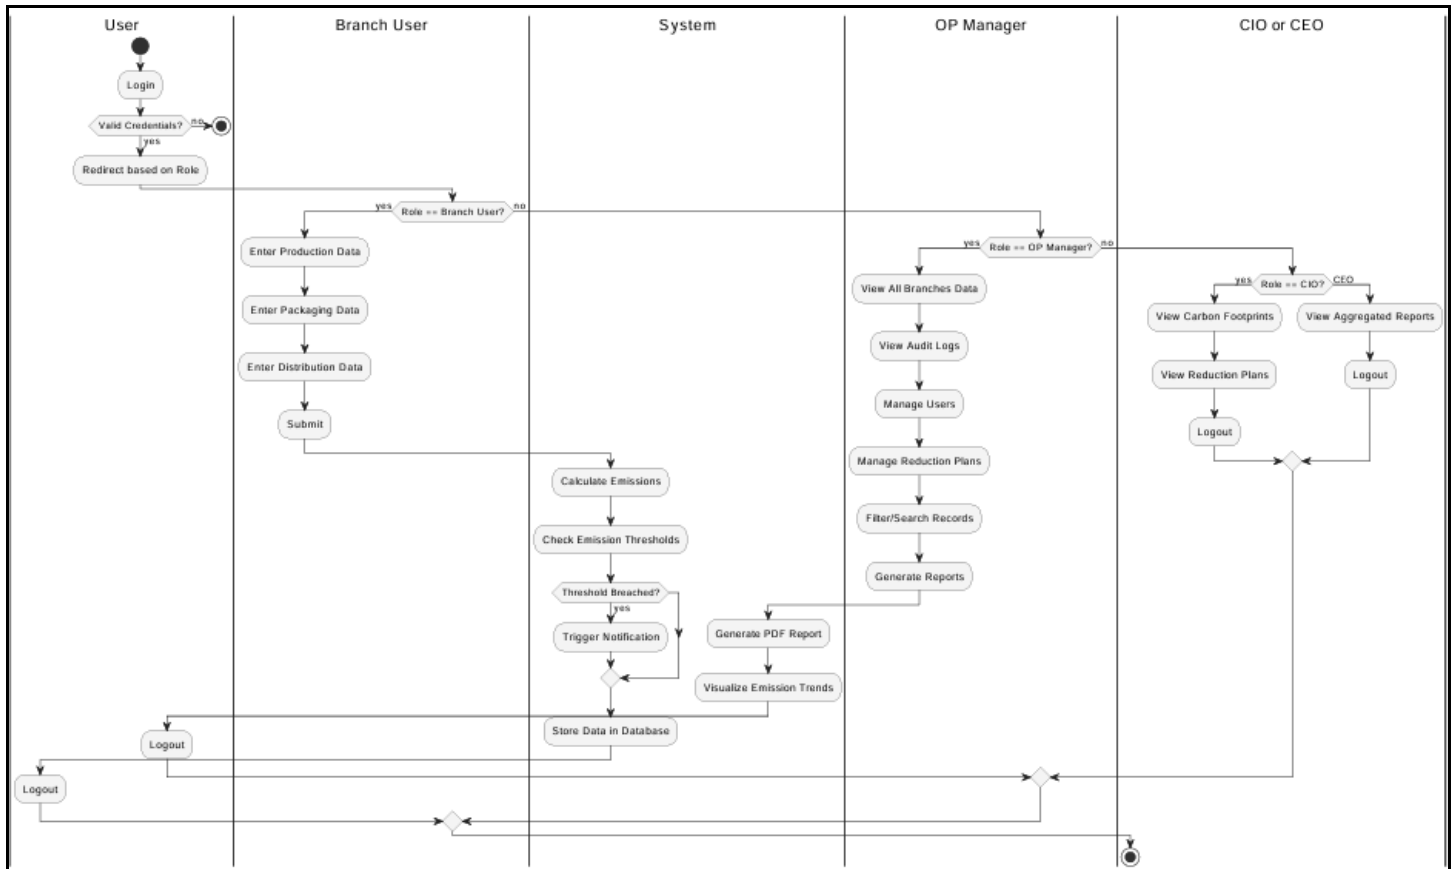 User
Branch User
System
OP Manager
CIO or CEO
Login
Valid Credentials?
no
yes
Redirect based on Role
yes
Role == Branch User?
no
Enter Production Data
Enter Packaging Data
Enter Distribution Data
Submit
Calculate Emissions
Check Emission Thresholds
Threshold Breached?
yes
Trigger Notification
Store Data in Database
yes
Role == OP Manager?
no
View All Branches Data
View Audit Logs
Manage Users
Manage Reduction Plans
Filter/Search Records
Generate Reports
Generate PDF Report
Visualize Emission Trends
yes
Role == CIO?
CEO
View Carbon Footprints
View Reduction Plans
Logout
View Aggregated Reports
Logout
Logout
Logout